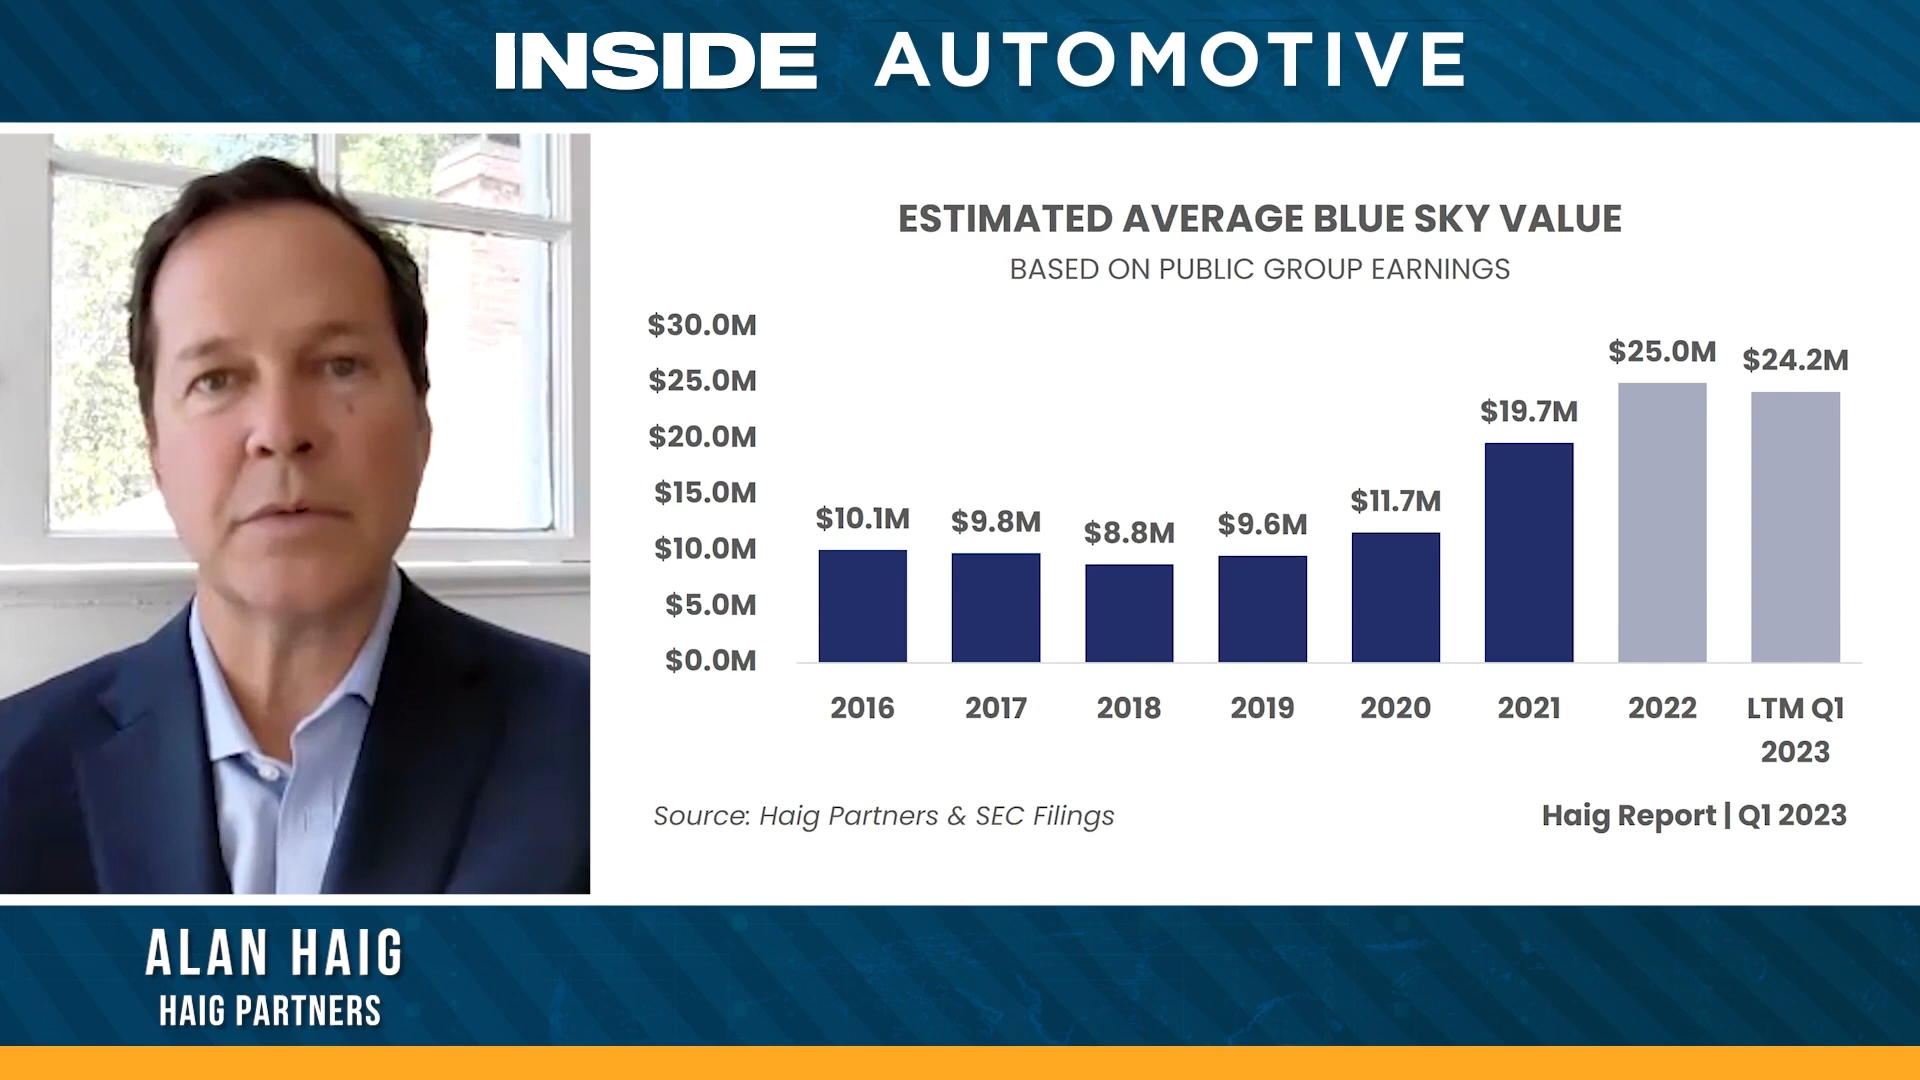 INSIDE AUTOMOTIVE
ESTIMATED AVERAGE BLUE SKY VALUE
BASED ON PUBLIC GROUP EARNINGS
$30.0M
$25.0M
$20.0M
$15.0M
$10.0M
$5.0M
$0.0M
$10.1M
$9.8M
$8.8M
$9.6M
$11.7M
$19.7M
$25.0M
$24.2M
2016
2017
2018
2019
2020
2021
2022
LTM Q1
2023
Source: Haig Partners & SEC Filings
Haig Report | Q1 2023
ALAN HAIG
HAIG PARTNERS